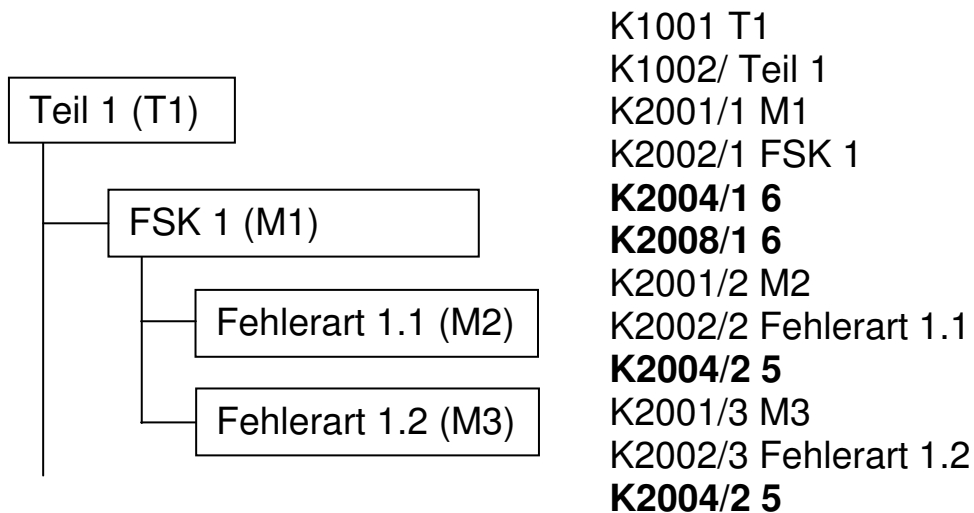 Teil 1 (T1)
FSK 1 (M1)
Fehlerart 1.1 (M2)
Fehlerart 1.2 (M3)
K1001 T1
K1002/ Teil 1
K2001/1 M1
K2002/1 FSK 1
K2004/1 6
K2008/1 6
K2001/2 M2
K2002/2 Fehlerart 1.1
K2004/2 5
K2001/3 M3
K2002/3 Fehlerart 1.2
K2004/2 5